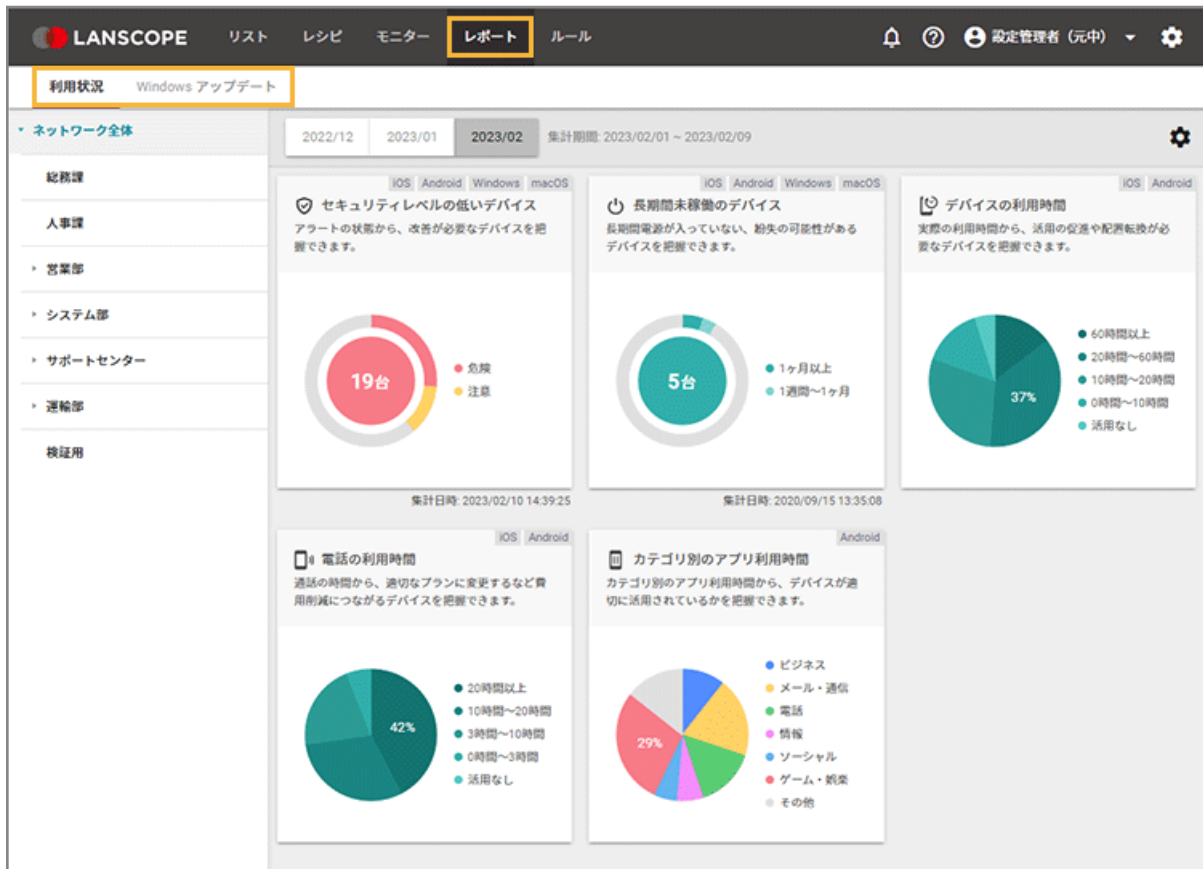 LANSCOPE リスト レシピ モニター レポート ルール 設定管理者（元中）
利用状況 Windows アップデート
ネットワーク全体
総務課
人事課
営業部
システム部
サポートセンター
運輸部
検証用
2022/12 2023/01 2023/02 集計期間: 2023/02/01 ~ 2023/02/09
iOS Android Windows macOS
セキュリティレベルの低いデバイス
アラートの状態から、改善が必要なデバイスを把
握できます。
19台
危険
注意
集計日時: 2023/02/10 14:39:25
iOS Android Windows macOS
長期間未稼働のデバイス
長期間電源が入っていない、紛失の可能性がある
デバイスを把握できます。
5台
1ヶ月以上
1週間～1ヶ月
集計日時: 2020/09/15 13:35:08
iOS Android
デバイスの利用時間
実際の利用時間から、活用の促進や配置転換が必
要なデバイスを把握できます。
37%
60時間以上
20時間～60時間
10時間～20時間
0時間～10時間
活用なし
iOS Android
電話の利用時間
通話の時間から、適切なプランに変更するなど費
用削減につながるデバイスを把握できます。
42%
20時間以上
10時間～20時間
3時間～10時間
0時間～3時間
活用なし
Android
カテゴリ別のアプリ利用時間
カテゴリ別のアプリ利用時間から、デバイスが適
切に活用されているかを把握できます。
29%
ビジネス
メール・通信
電話
情報
ソーシャル
ゲーム・娯楽
その他